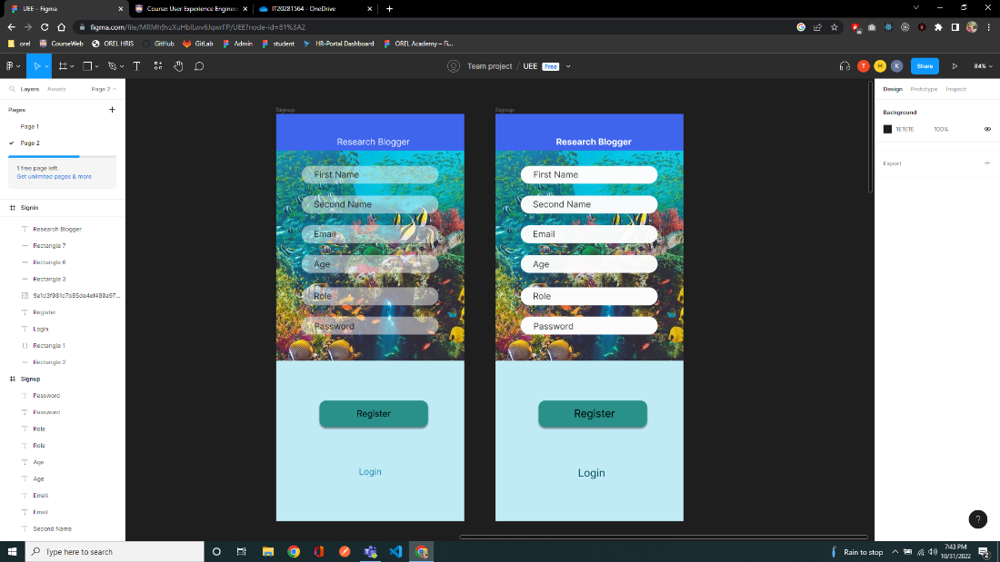 UEE – Figma
Course: User Experience Enginee
IT20281564 - OneDrive
figma.com/file/MRMh9vzXuHbILwv6JqwrFP/UEE?node-id=81%3A2
orel
CourseWeb
OREL HRIS
GitHub
GitLab
Admin
student
HR-Portal Dashboard
OREL Academy – Fi...
Team project / UEE Free
T
H
K
Share
84%
Layers
Assets
Page 2
Design
Prototype
Inspect
Pages
Page 1
Page 2
1 free page left.
Get unlimited pages & more
Background
1E1E1E
100%
Export
Signin
Research Blogger
Rectangle 7
Rectangle 6
Rectangle 3
Register
Login
Rectangle 1
Rectangle 2
Signup
Password
Password
Role
Role
Age
Age
Email
Email
Second Name
Signup
Research Blogger
First Name
Second Name
Email
Age
Role
Password
Register
Login
Signup
Research Blogger
First Name
Second Name
Email
Age
Role
Password
Register
Login
?
Type here to search
Rain to stop
7:43 PM
10/31/2022
2